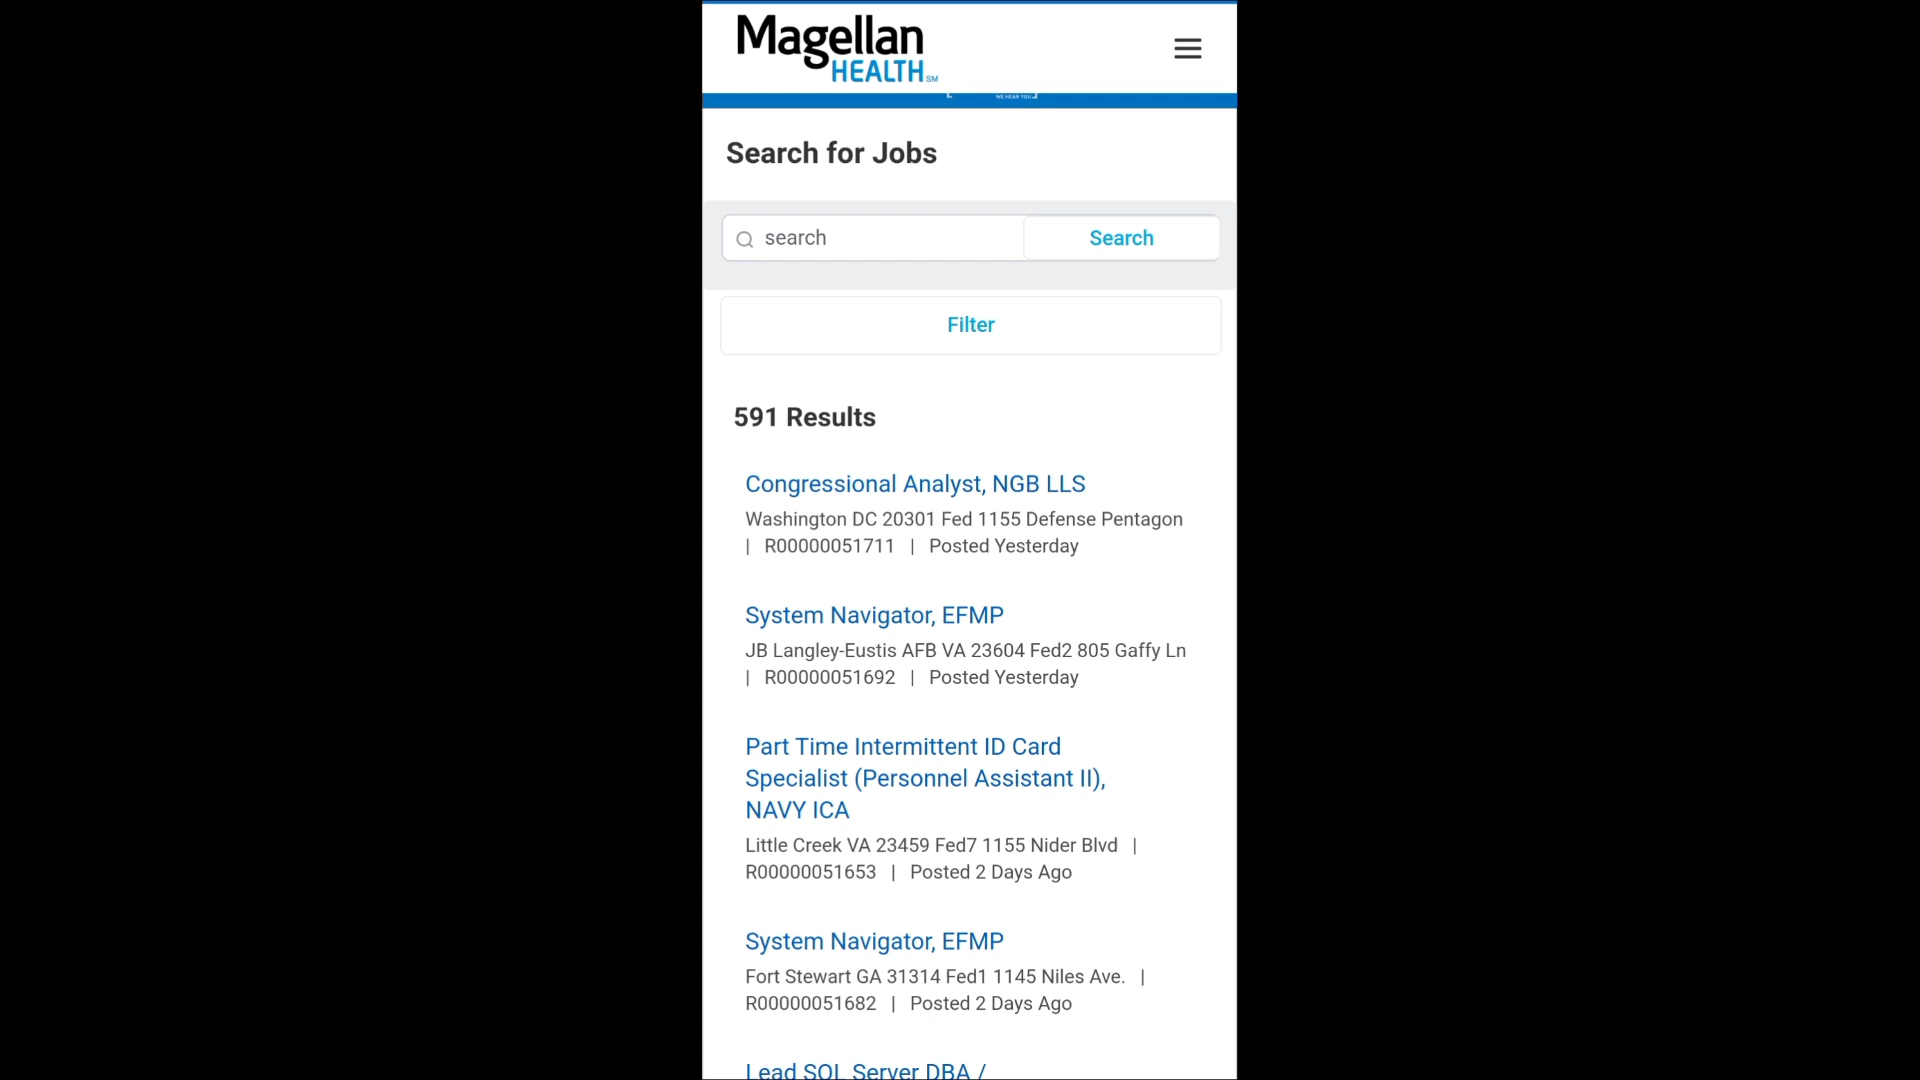 Magellan
HEALTH SM
WE HEAR YOU
Search for Jobs
search
Search
Filter
591 Results
Congressional Analyst, NGB LLS
Washington DC 20301 Fed 1155 Defense Pentagon
| R00000051711 | Posted Yesterday
System Navigator, EFMP
JB Langley-Eustis AFB VA 23604 Fed2 805 Gaffy Ln
| R00000051692 | Posted Yesterday
Part Time Intermittent ID Card
Specialist (Personnel Assistant II),
NAVY ICA
Little Creek VA 23459 Fed7 1155 Nider Blvd |
R00000051653 | Posted 2 Days Ago
System Navigator, EFMP
Fort Stewart GA 31314 Fed1 1145 Niles Ave. |
R00000051682 | Posted 2 Days Ago
Lead SQL Server DBA /